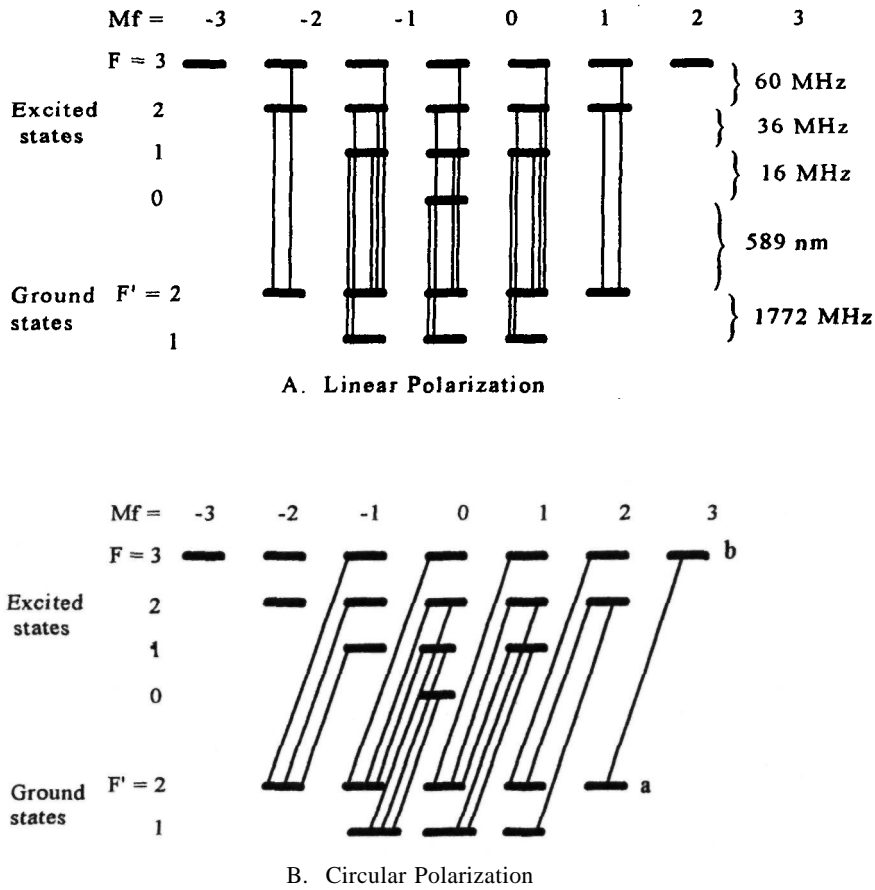 Mf = -3 -2 -1 0 1 2 3
F = 3
60 MHz
Excited states
2
36 MHz
1
16 MHz
0
589 nm
Ground states
F' = 2
1772 MHz
1
A. Linear Polarization
Mf = -3 -2 -1 0 1 2 3
F = 3
b
Excited states
2
1
0
Ground states
F' = 2
a
1
B. Circular Polarization